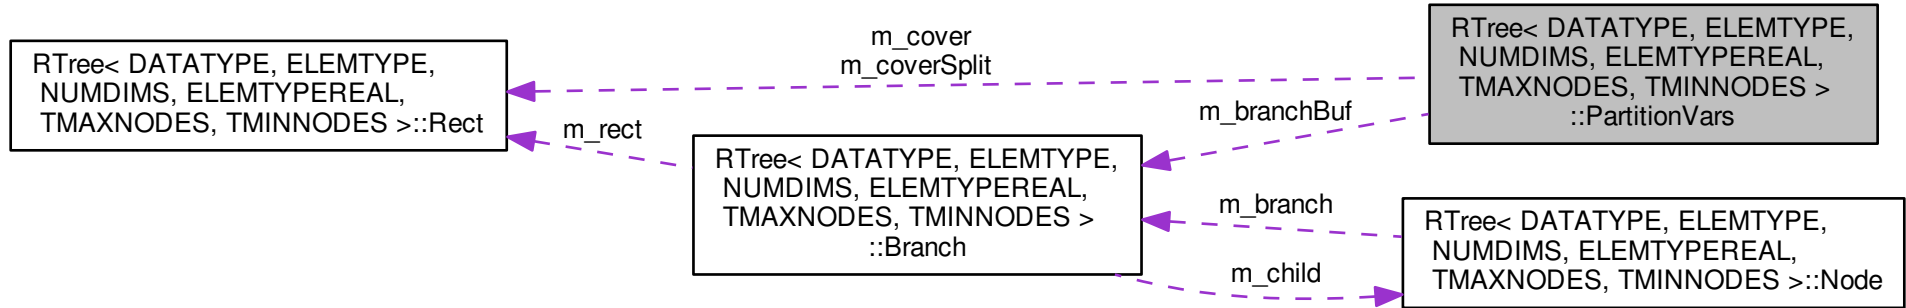 RTree< DATATYPE, ELEMTYPE,
NUMDIMS, ELEMTYPEREAL,
TMAXNODES, TMINNODES >::Rect
m_cover
m_coverSplit
m_rect
RTree< DATATYPE, ELEMTYPE,
NUMDIMS, ELEMTYPEREAL,
TMAXNODES, TMINNODES >
::PartitionVars
m_branchBuf
RTree< DATATYPE, ELEMTYPE,
NUMDIMS, ELEMTYPEREAL,
TMAXNODES, TMINNODES >
::Branch
m_branch
m_child
RTree< DATATYPE, ELEMTYPE,
NUMDIMS, ELEMTYPEREAL,
TMAXNODES, TMINNODES >::Node